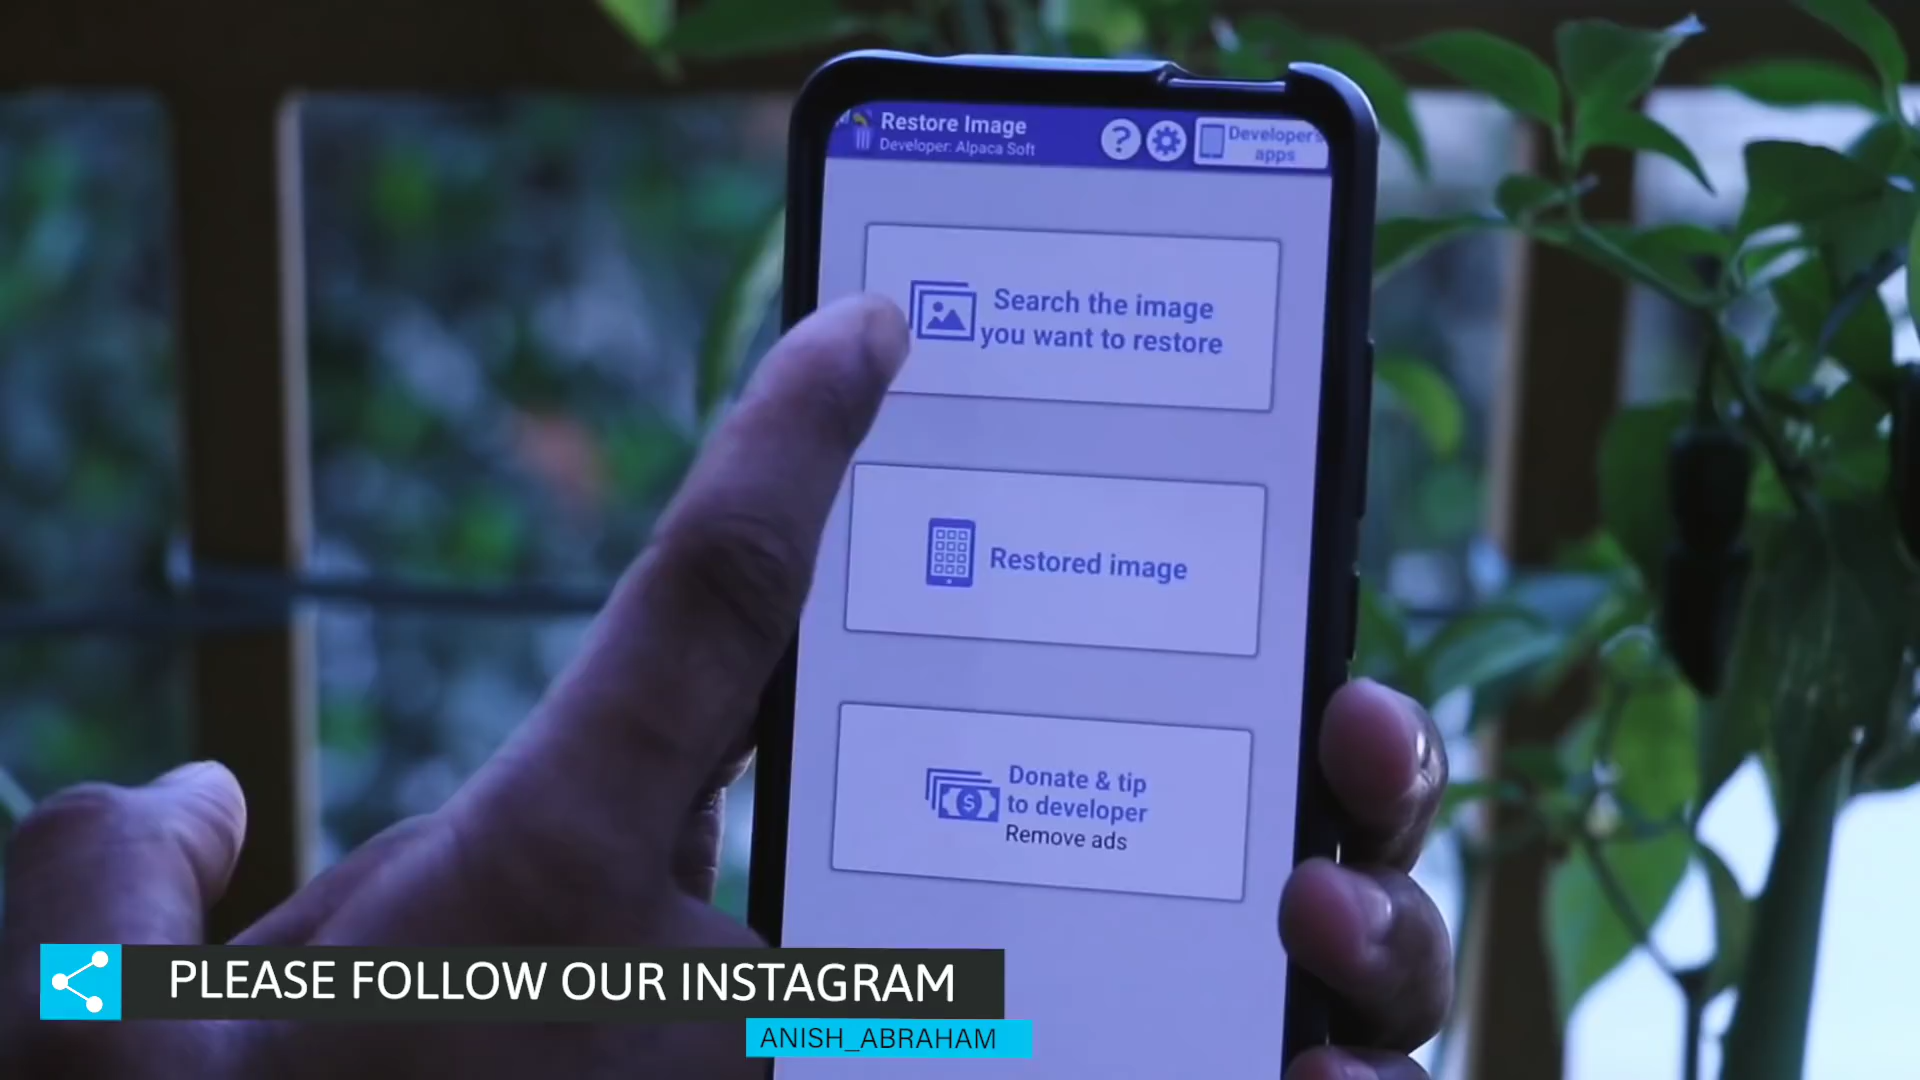 Restore Image
Developer: Alpaca Soft
?
Developer's
apps
Search the image
you want to restore
Restored image
Donate & tip
to developer
Remove ads
PLEASE FOLLOW OUR INSTAGRAM
ANISH_ABRAHAM